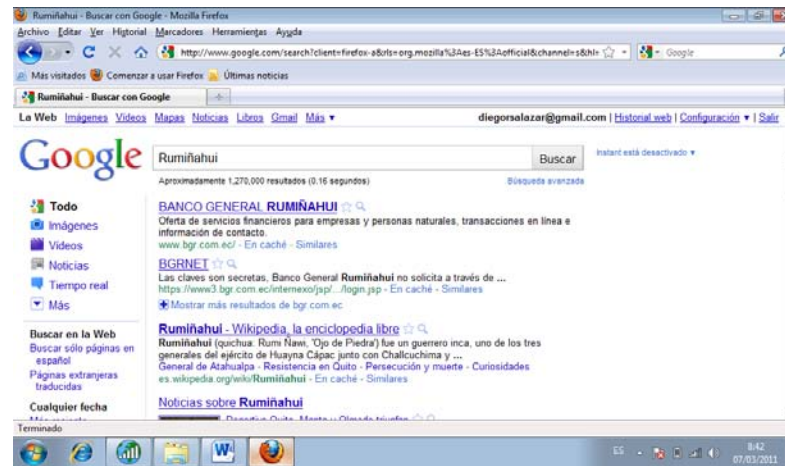 Rumiñahui - Buscar con Google - Mozilla Firefox
Archivo Editar Ver Historial Marcadores Herramientas Ayuda
http://www.google.com/search?client=firefox-a&rls=org.mozilla%3Aes-ES%3Aofficial&channel=s&hl=
Google
Más visitados Comenzar a usar Firefox Últimas noticias
Rumiñahui - Buscar con Google
La Web Imágenes Videos Mapas Noticias Libros Gmail Más ▼ diegorsalazar@gmail.com | Historial web | Configuración ▼ | Salir
Google
Rumiñahui
Buscar
Instant está desactivado ▼
Aproximadamente 1,270,000 resultados (0.16 segundos)
Búsqueda avanzada
Todo
Imágenes
Videos
Noticias
Tiempo real
Más
Buscar en la Web
Buscar sólo páginas en
español
Páginas extranjeras
traducidas
Cualquier fecha
BANCO GENERAL RUMIÑAHUI
Oferta de servicios financieros para empresas y personas naturales, transacciones en línea e
información de contacto.
www.bgr.com.ec/ - En caché - Similares
BGRNET
Las claves son secretas, Banco General Rumiñahui no solicita a través de ...
https://www3.bgr.com.ec/internexo/jsp/.../login.jsp - En caché - Similares
Mostrar más resultados de bgr.com.ec
Rumiñahui - Wikipedia, la enciclopedia libre
Rumiñahui (quichua: Rumi Ñawi, 'Ojo de Piedra') fue un guerrero inca, uno de los tres
generales del ejército de Huayna Cápac junto con Challcuchima y ...
General de Atahualpa - Resistencia en Quito - Persecución y muerte - Curiosidades
es.wikipedia.org/wiki/Rumiñahui - En caché - Similares
Noticias sobre Rumiñahui
Terminado
ES
8:42
07/03/2011